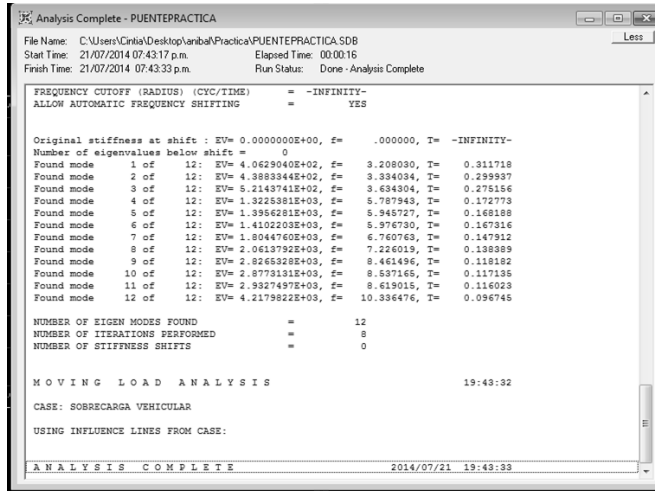 Analysis Complete - PUENTEPRACTICA
File Name: C:\Users\Cintia\Desktop\anibal\Practica\PUENTEPRACTICA.SDB
Less
Start Time: 21/07/2014 07:43:17 p.m. Elapsed Time: 00:00:16
Finish Time: 21/07/2014 07:43:33 p.m. Run Status: Done - Analysis Complete
FREQUENCY CUTOFF (RADIUS) (CYC/TIME) = -INFINITY-
ALLOW AUTOMATIC FREQUENCY SHIFTING = YES
Original stiffness at shift : EV= 0.0000000E+00, f= .000000, T= -INFINITY-
Number of eigenvalues below shift = 0
Found mode 1 of 12: EV= 4.0629040E+02, f= 3.208030, T= 0.311718
Found mode 2 of 12: EV= 4.3883344E+02, f= 3.334034, T= 0.299937
Found mode 3 of 12: EV= 5.2143741E+02, f= 3.634304, T= 0.275156
Found mode 4 of 12: EV= 1.3225381E+03, f= 5.787943, T= 0.172773
Found mode 5 of 12: EV= 1.3956281E+03, f= 5.945727, T= 0.168188
Found mode 6 of 12: EV= 1.4102203E+03, f= 5.976730, T= 0.167316
Found mode 7 of 12: EV= 1.8044760E+03, f= 6.760763, T= 0.147912
Found mode 8 of 12: EV= 2.0613792E+03, f= 7.226019, T= 0.138389
Found mode 9 of 12: EV= 2.8265328E+03, f= 8.461496, T= 0.118182
Found mode 10 of 12: EV= 2.8773131E+03, f= 8.537165, T= 0.117135
Found mode 11 of 12: EV= 2.9327497E+03, f= 8.619015, T= 0.116023
Found mode 12 of 12: EV= 4.2179822E+03, f= 10.336476, T= 0.096745
NUMBER OF EIGEN MODES FOUND = 12
NUMBER OF ITERATIONS PERFORMED = 8
NUMBER OF STIFFNESS SHIFTS = 0
M O V I N G L O A D A N A L Y S I S 19:43:32
CASE: SOBRECARGA VEHICULAR
USING INFLUENCE LINES FROM CASE:
A N A L Y S I S C O M P L E T E 2014/07/21 19:43:33